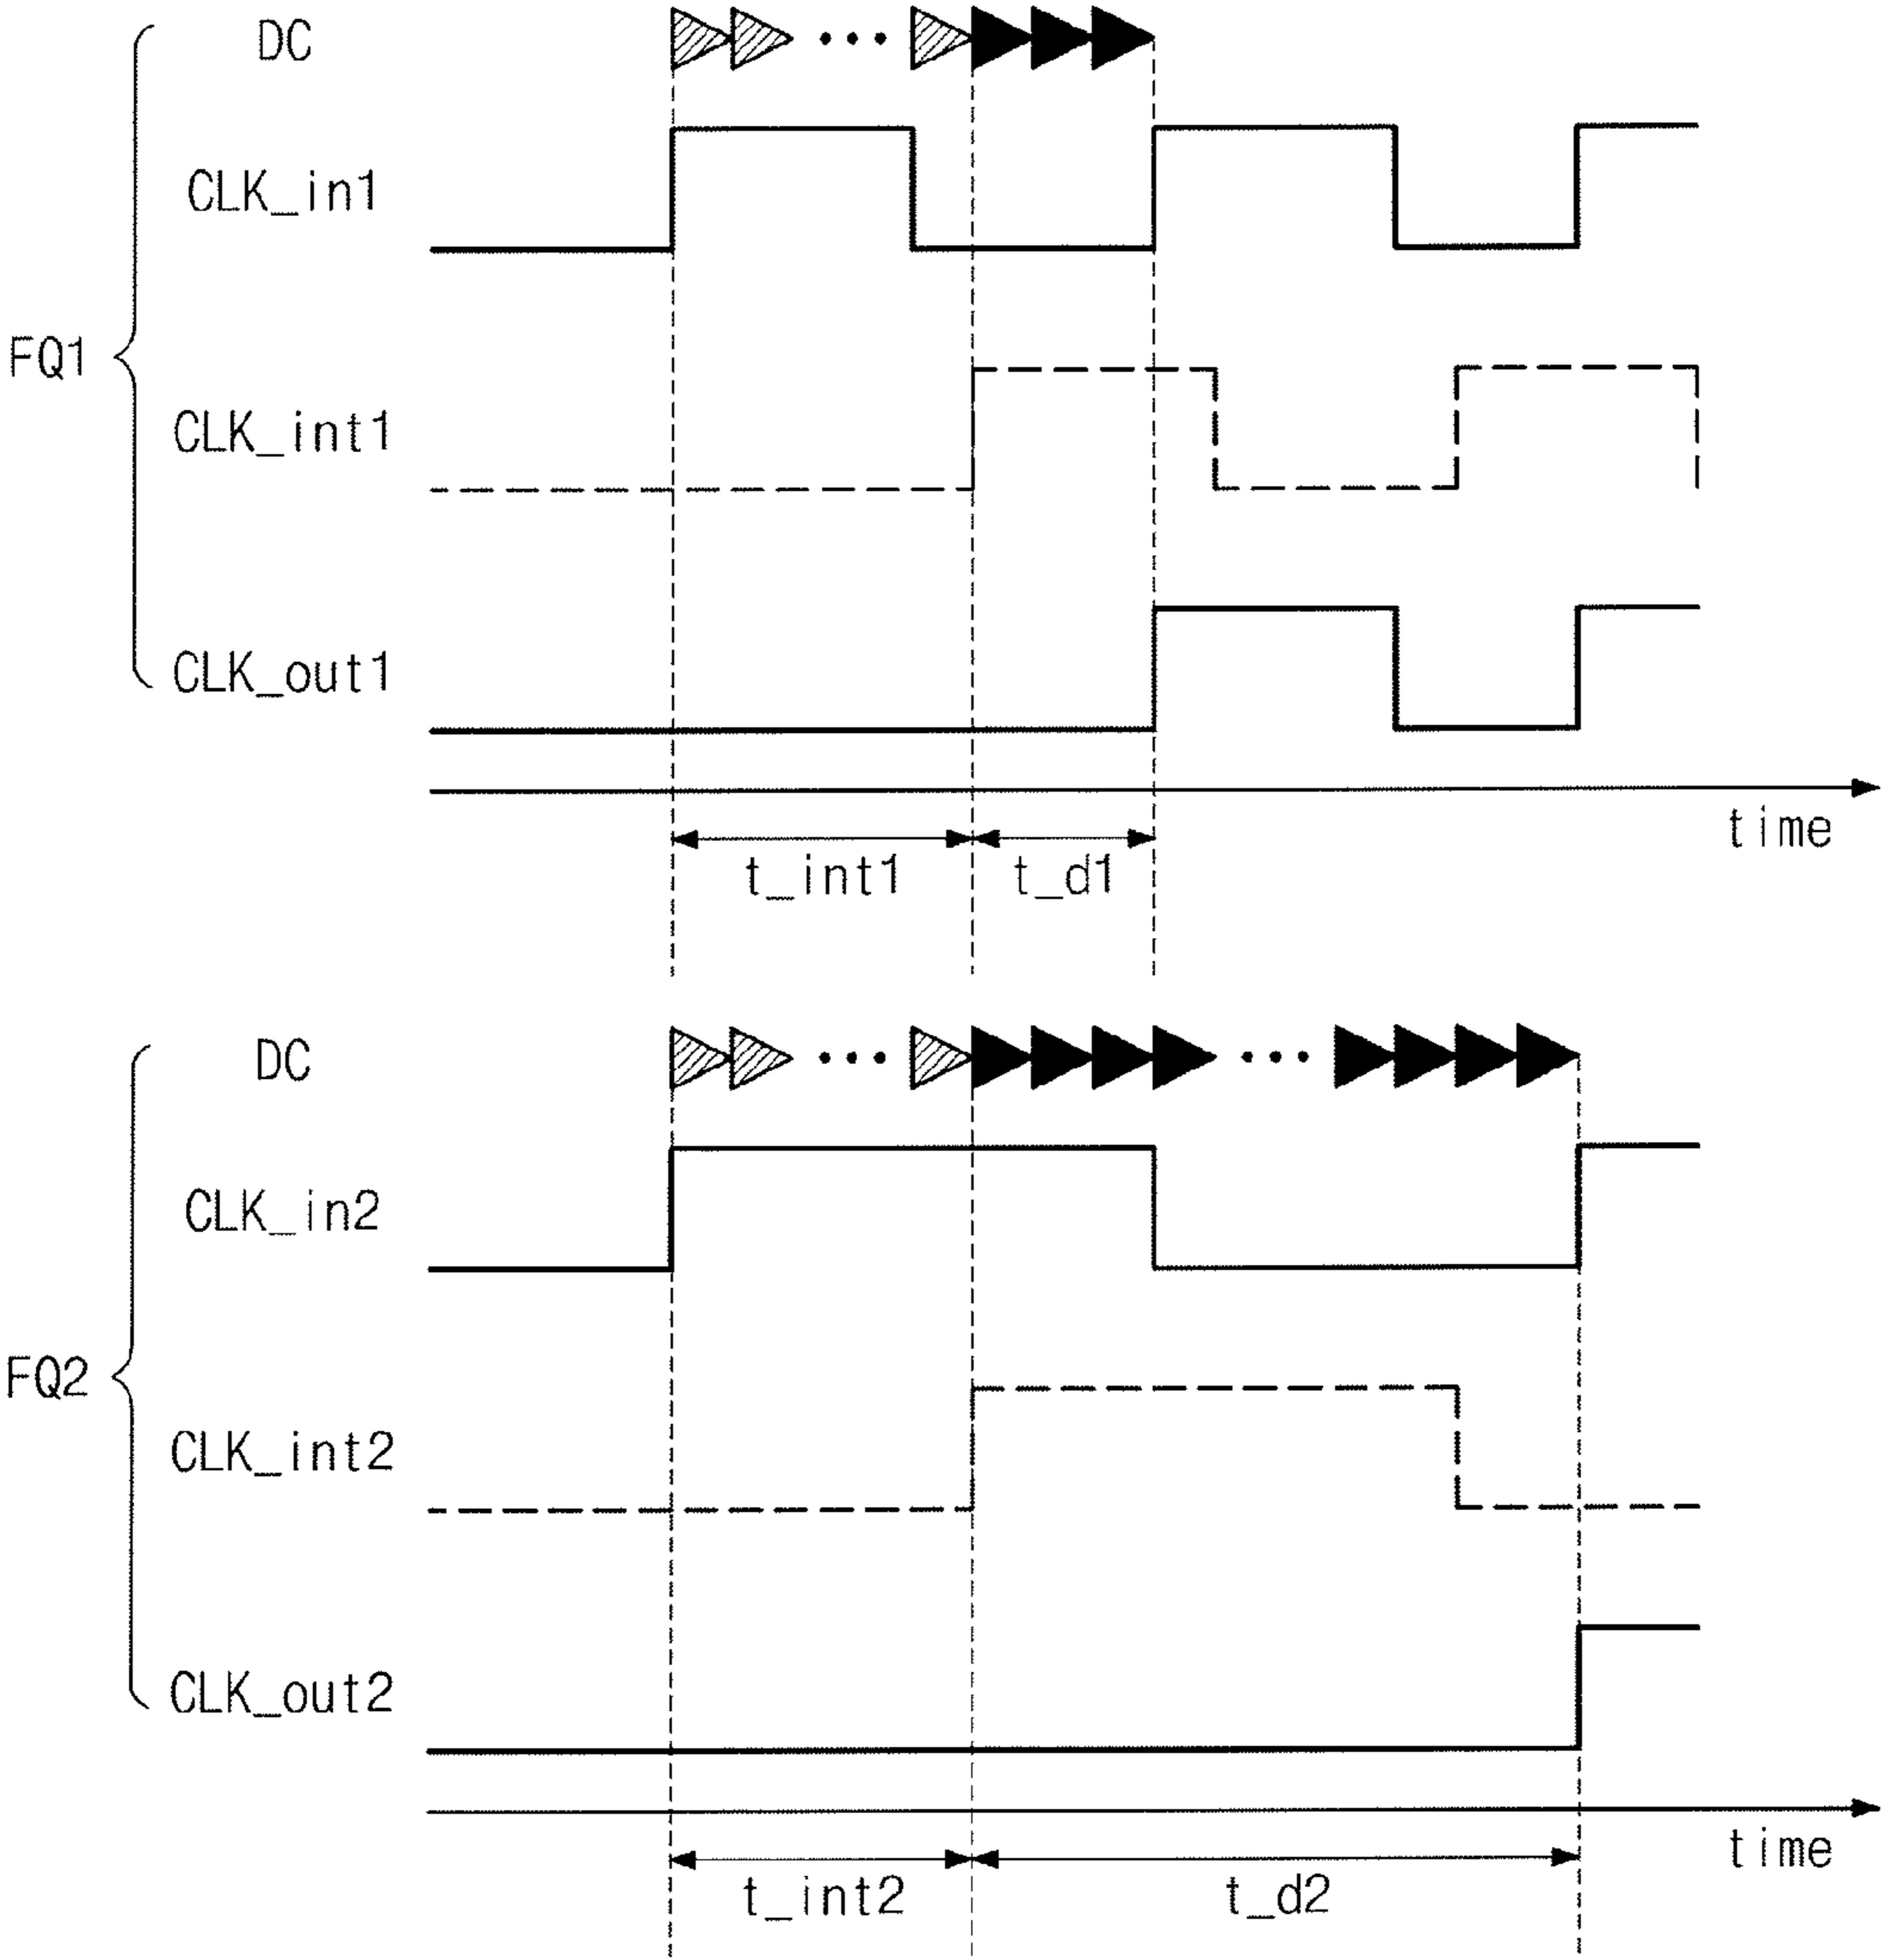 DC
CLK_in1
FQ1
CLK_int1
CLK_out1
time
t_int1 t_d1
DC
CLK_in2
FQ2
CLK_int2
CLK_out2
time
t_int2 t_d2